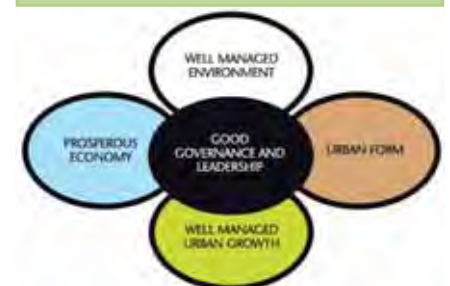 WELL MANAGED
ENVIRONMENT
PROSPEROUS
ECONOMY
GOOD
GOVERNANCE AND
LEADERSHIP
URBAN FORM
WELL MANAGED
URBAN GROWTH